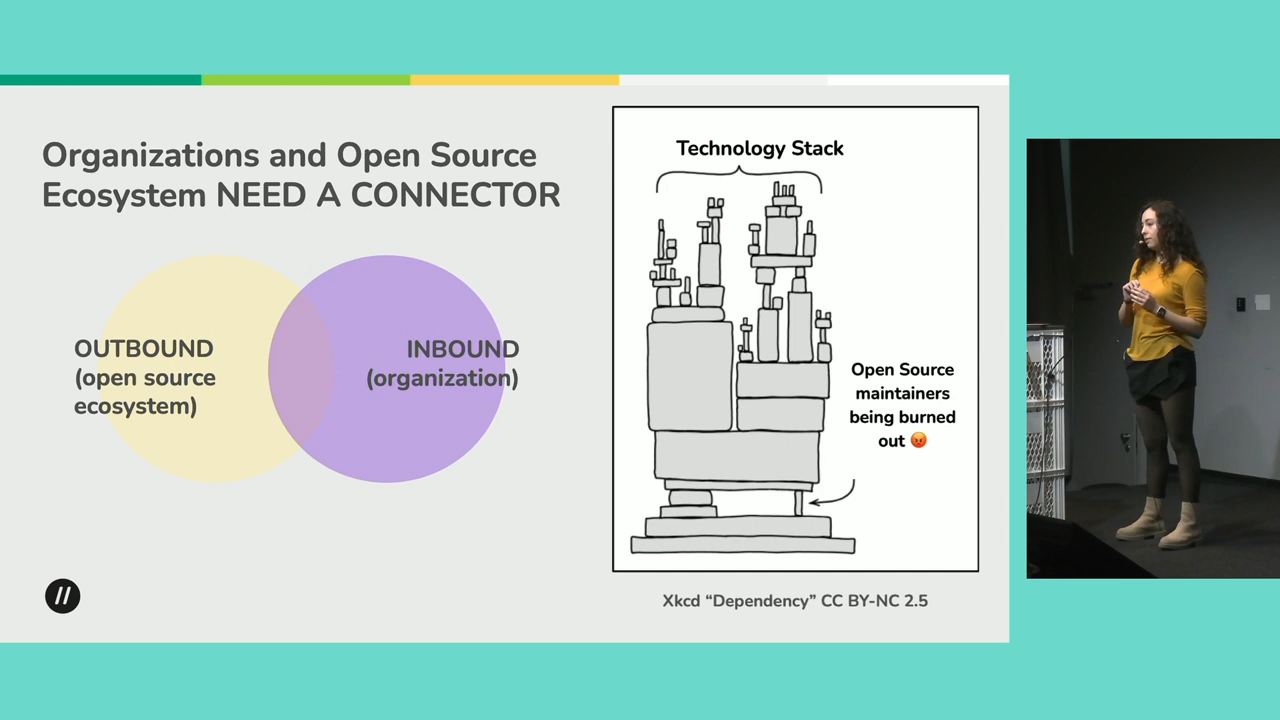 Organizations and Open Source
Ecosystem NEED A CONNECTOR
OUTBOUND
(open source
ecosystem)
INBOUND
(organization)
Technology Stack
Open Source
maintainers
being burned
out 😡
Xkcd “Dependency” CC BY-NC 2.5